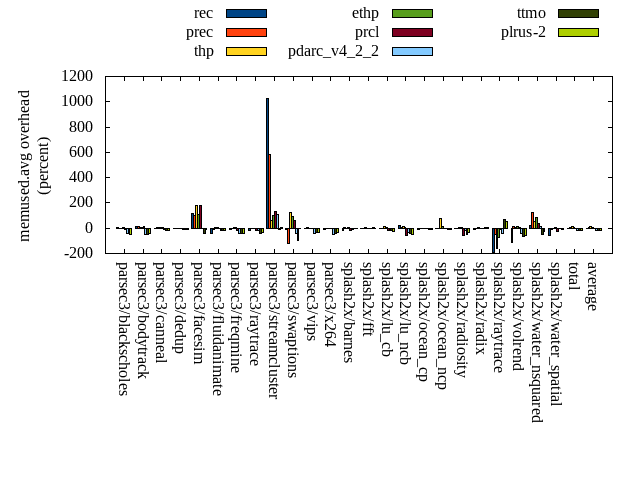 rec ethp ttmo
prec prcl plrus-2
thp pdarc_v4_2_2
memused.avg overhead
(percent)
1200
1000
800
600
400
200
0
-200
parsec3/blackscholes
parsec3/bodytrack
parsec3/canneal
parsec3/dedup
parsec3/facesim
parsec3/fluidanimate
parsec3/freqmine
parsec3/raytrace
parsec3/streamcluster
parsec3/swaptions
parsec3/vips
parsec3/x264
splash2x/barnes
splash2x/fft
splash2x/lu_cb
splash2x/lu_ncb
splash2x/ocean_cp
splash2x/ocean_ncp
splash2x/radiosity
splash2x/radix
splash2x/raytrace
splash2x/volrend
splash2x/water_nsquared
splash2x/water_spatial
total
average